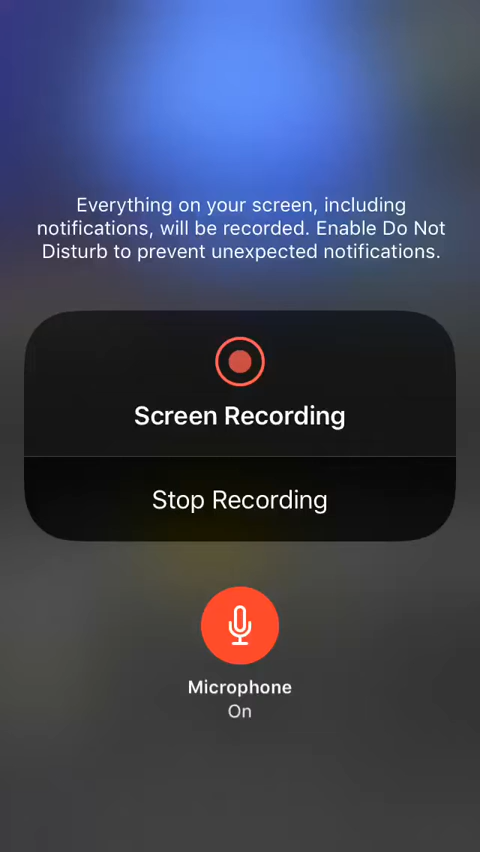 Everything on your screen, including
notifications, will be recorded. Enable Do Not
Disturb to prevent unexpected notifications.
Screen Recording
Stop Recording
Microphone
On